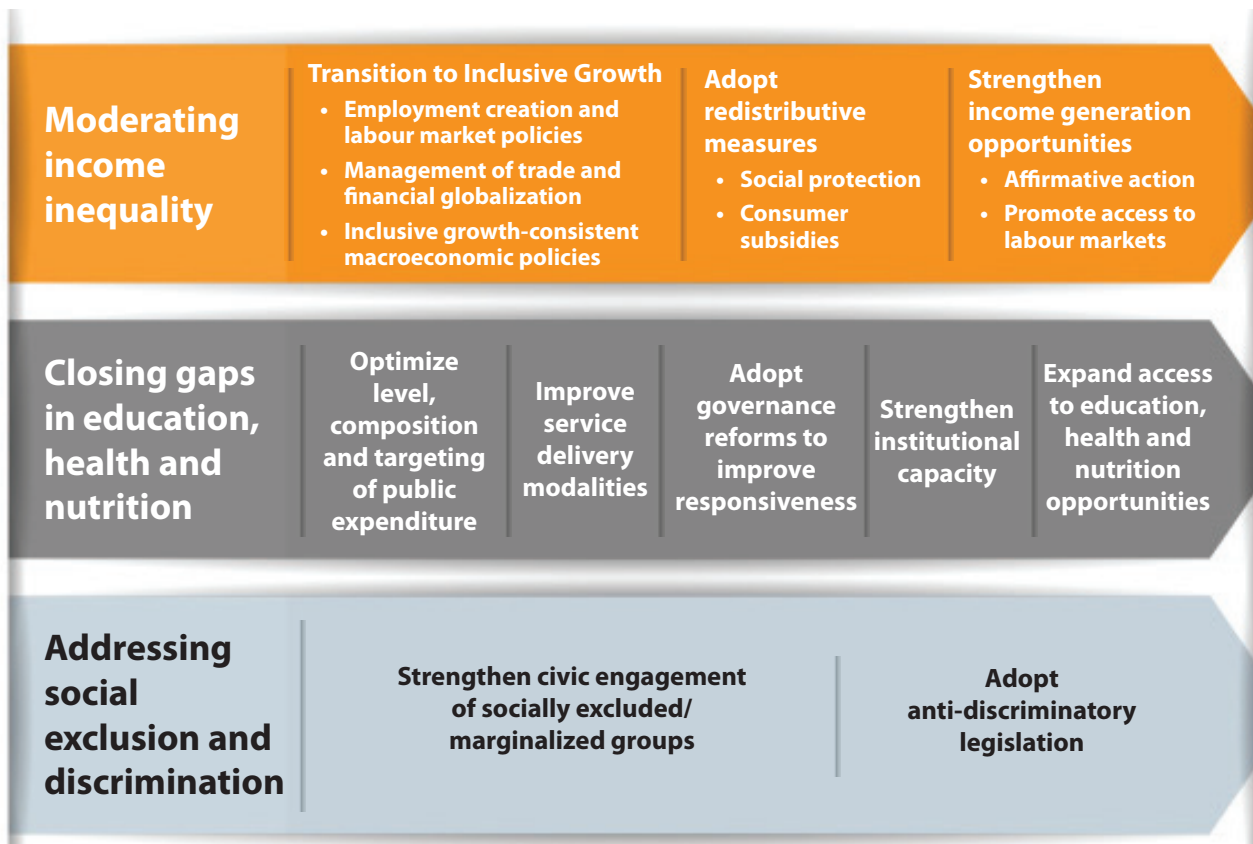 Moderating
income
inequality
Transition to Inclusive Growth
• Employment creation and
labour market policies
• Management of trade and
financial globalization
• Inclusive growth-consistent
macroeconomic policies
Adopt
redistributive
measures
• Social protection
• Consumer
subsidies
Strengthen
income generation
opportunities
• Affirmative action
• Promote access to
labour markets
Closing gaps
in education,
health and
nutrition
Optimize
level,
composition
and targeting
of public
expenditure
Improve
service
delivery
modalities
Adopt
governance
reforms to
improve
responsiveness
Strengthen
institutional
capacity
Expand access
to education,
health and
nutrition
opportunities
Addressing
social
exclusion and
discrimination
Strengthen civic engagement
of socially excluded/
marginalized groups
Adopt
anti-discriminatory
legislation